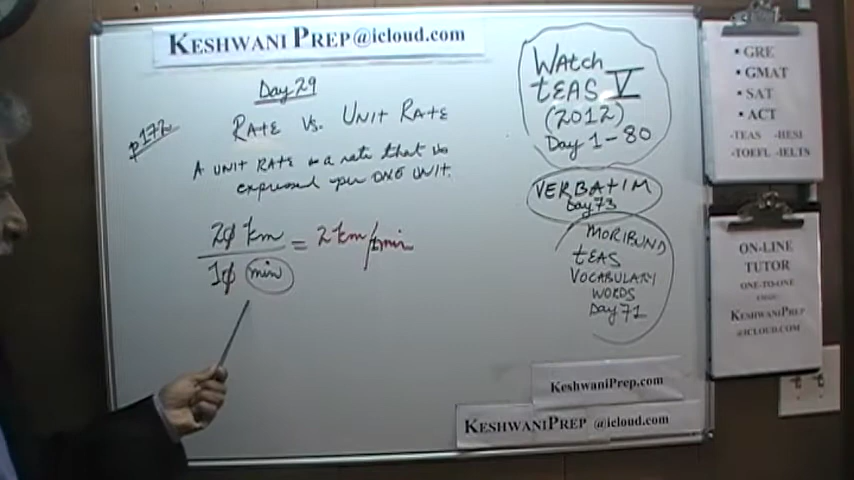 KESHWANI PREP@icloud.com
Day 29
p172
RATE VS. UNIT RATE
A UNIT RATE is a rate that is
expressed per ONE UNIT.
20 km
10 min
= 2 km/min
WATCH
tEAS V
(2012)
Day 1-80
VERBATIM
Day 73
MORIBUND
tEAS
VOCABULARY
WORDS
Day 71
KESHWANIPREP.com
KESHWANIPREP @icloud.com
• GRE
• GMAT
• SAT
• ACT
-TEAS -HESI
-TOEFL -IELTS
ON-LINE
TUTOR
ONE-TO-ONE
KESHWANIPREP
@ICLOUD.COM